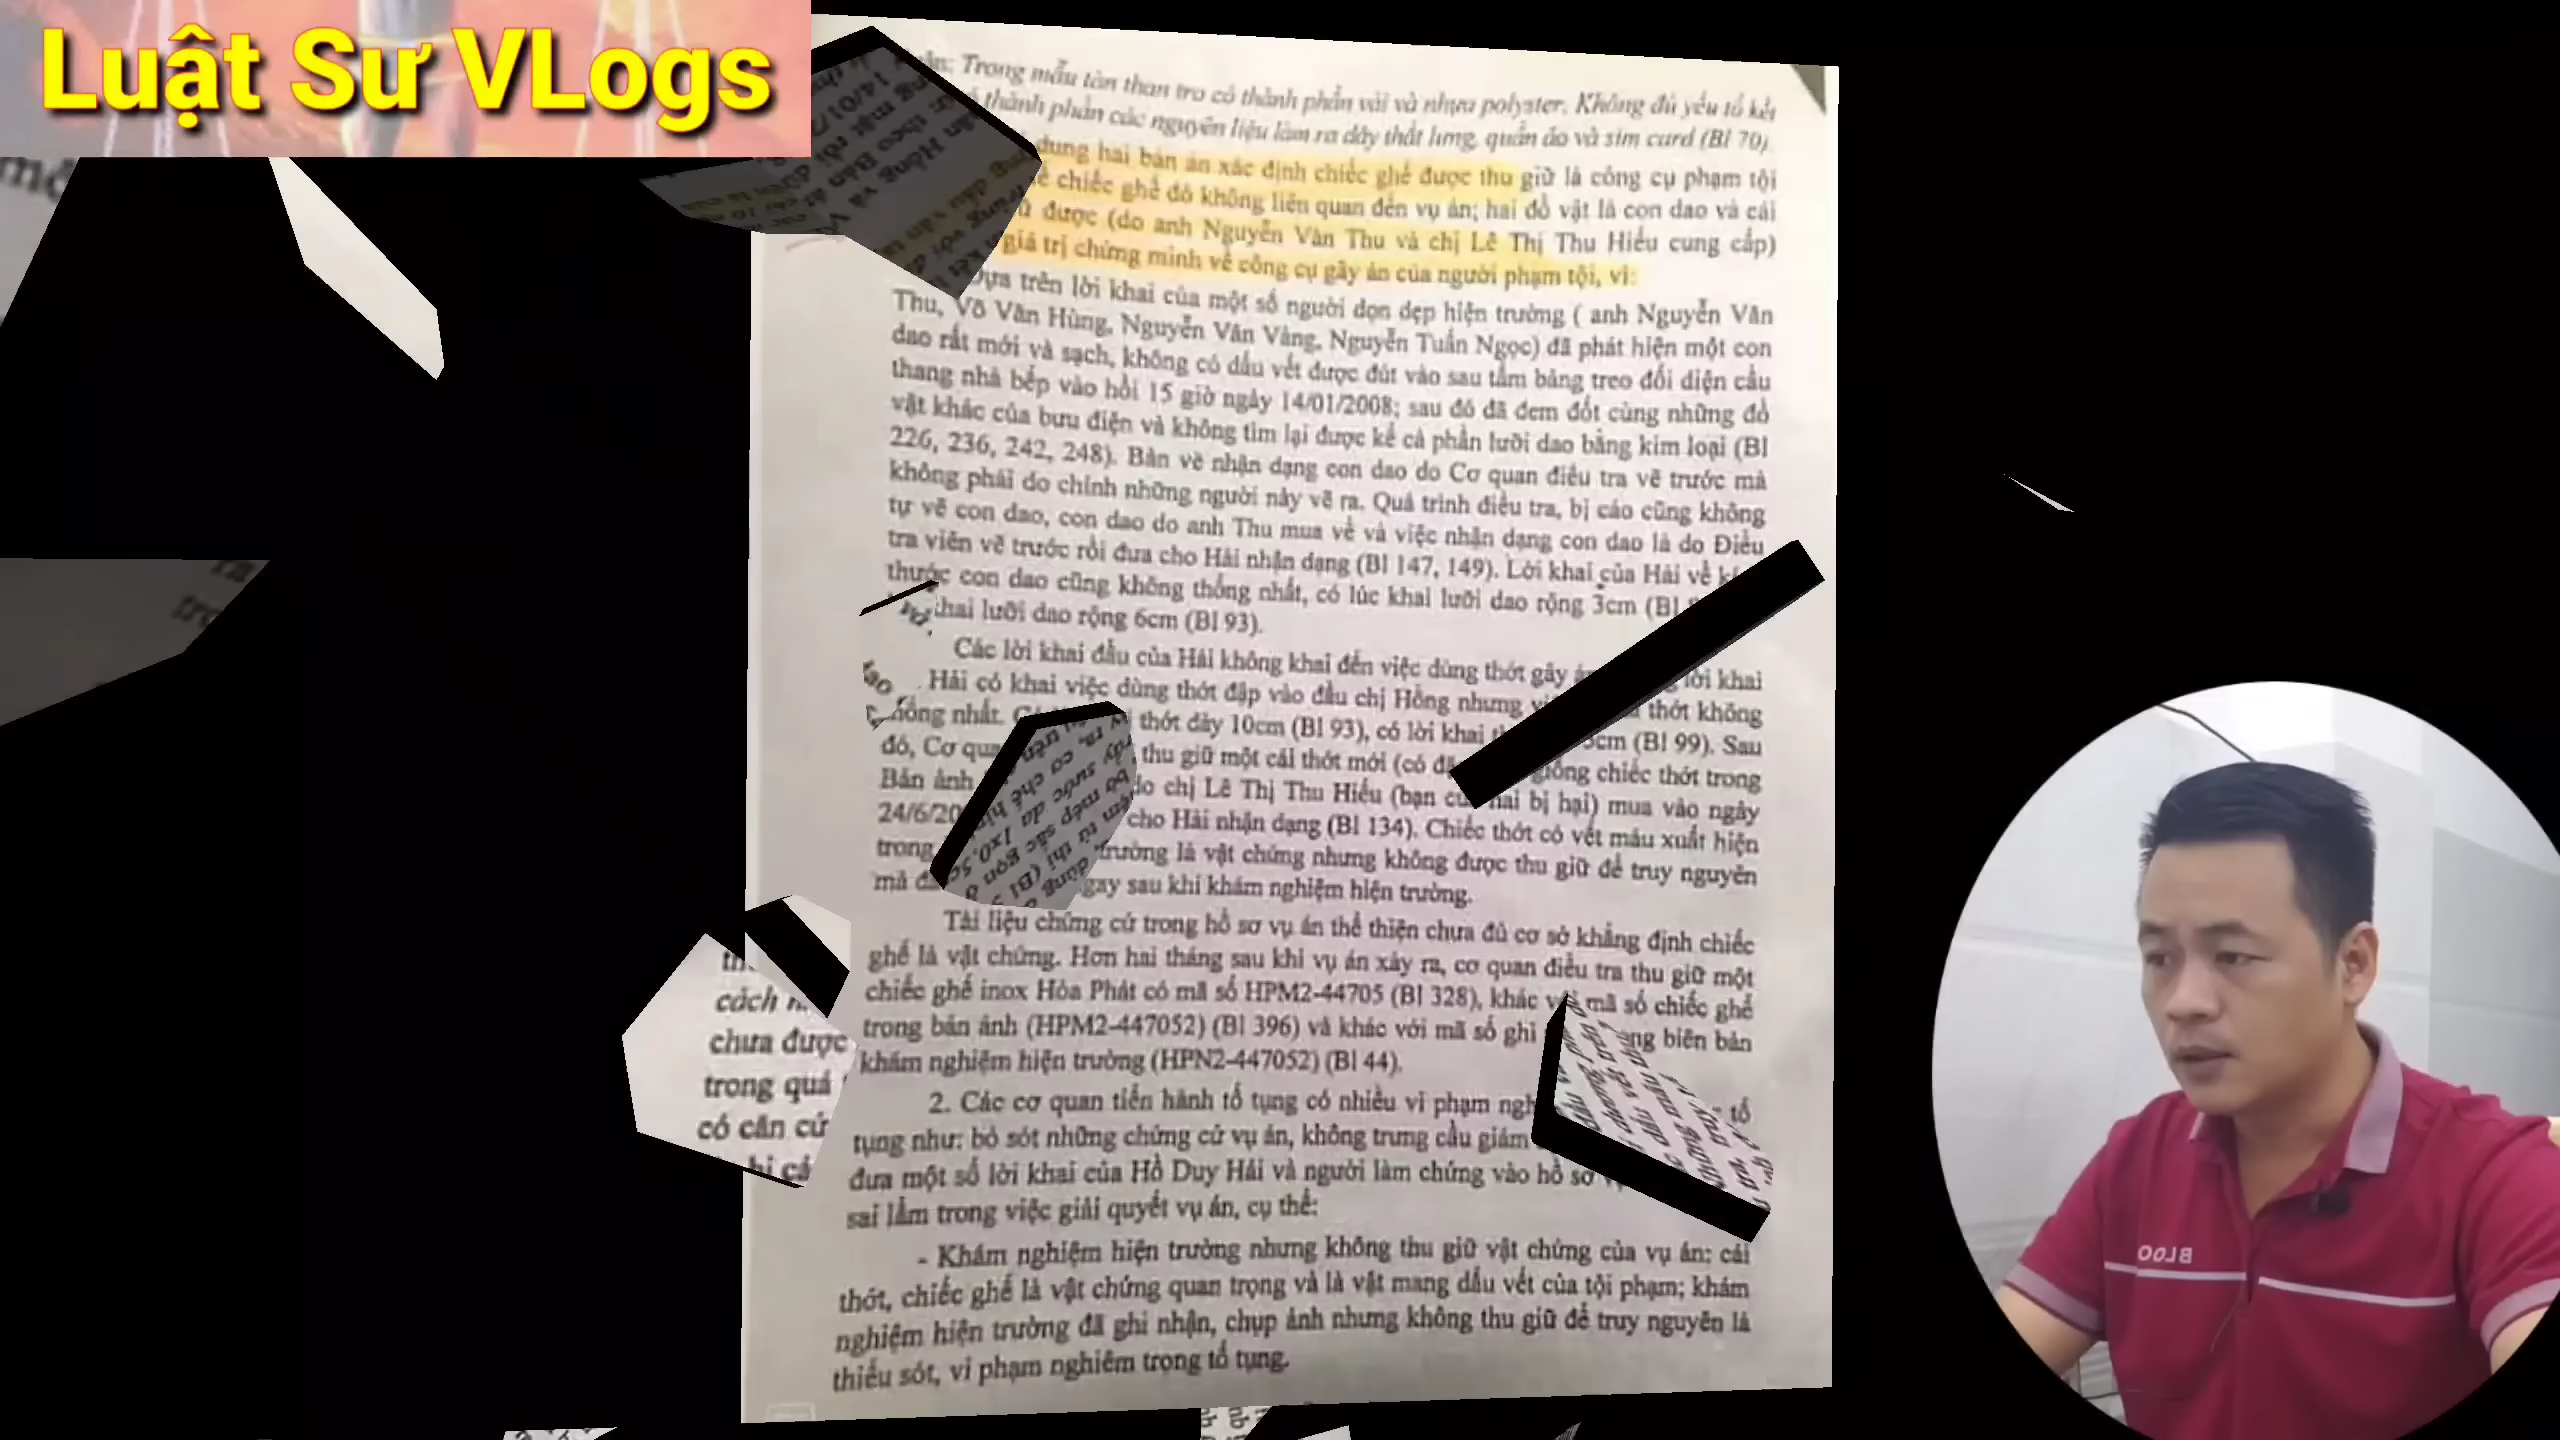 Luật Sư VLogs
Trong mẫu tàn than tro có thành phần vải và nhựa polyster. Không đủ yếu tố kết
thành phần các nguyên liệu làm ra dây thắt lưng, quần áo và sim card (Bl 70).
dung hai bản án xác định chiếc ghế được thu giữ là công cụ phạm tội
chiếc ghế đó không liên quan đến vụ án; hai đồ vật là con dao và cái
được (do anh Nguyễn Văn Thu và chị Lê Thị Thu Hiếu cung cấp)
giá trị chứng minh về công cụ gây án của người phạm tội, vì:
Dựa trên lời khai của một số người dọn dẹp hiện trường ( anh Nguyễn Văn
Thu, Võ Văn Hùng, Nguyễn Văn Vàng, Nguyễn Tuấn Ngọc) đã phát hiện một con
dao rất mới và sạch, không có dấu vết được đút vào sau tấm bảng treo đối diện cầu
thang nhà bếp vào hồi 15 giờ ngày 14/01/2008; sau đó đã đem đốt cùng những đồ
vật khác của bưu điện và không tìm lại được kể cả phần lưỡi dao bằng kim loại (Bl
226, 236, 242, 248). Bản vẽ nhận dạng con dao do Cơ quan điều tra vẽ trước mà
không phải do chính những người này vẽ ra. Quá trình điều tra, bị cáo cũng không
tự vẽ con dao, con dao do anh Thu mua về và việc nhận dạng con dao là do Điều
tra viên vẽ trước rồi đưa cho Hải nhận dạng (Bl 147, 149). Lời khai của Hải về
thước con dao cũng không thống nhất, có lúc khai lưỡi dao rộng 3cm (Bl
khai lưỡi dao rộng 6cm (Bl 93).
Các lời khai đầu của Hải không khai đến việc dùng thớt gây lời khai
Hải có khai việc dùng thớt đập vào đầu chị Hồng nhưng thớt không
nhất. thớt dày 10cm (Bl 93), có lời khai (Bl 99). Sau
đó, Cơ thu giữ một cái thớt mới (có giống chiếc thớt trong
Bản ảnh do chị Lê Thị Thu Hiếu (bạn hai bị hại) mua vào ngày
cho Hải nhận dạng (Bl 134). Chiếc thớt có vết máu xuất hiện
trong trường là vật chứng nhưng không được thu giữ để truy nguyên
mà sau khi khám nghiệm hiện trường.
Tài liệu chứng cứ trong hồ sơ vụ án thể thiện chưa đủ cơ sở khẳng định chiếc
ghế là vật chứng. Hơn hai tháng sau khi vụ án xảy ra, cơ quan điều tra thu giữ một
chiếc ghế inox Hòa Phát có mã số HPM2-44705 (Bl 328), khác với mã số chiếc ghế
trong bản ảnh (HPM2-447052) (Bl 396) và khác với mã số ghi biên bản
khám nghiệm hiện trường (HPN2-447052) (Bl 44).
2. Các cơ quan tiến hành tố tụng có nhiều vi phạm tố
tụng như: bỏ sót những chứng cứ vụ án, không trưng cầu giám
đưa một số lời khai của Hồ Duy Hải và người làm chứng vào hồ sơ
sai lầm trong việc giải quyết vụ án, cụ thể:
- Khám nghiệm hiện trường nhưng không thu giữ vật chứng của vụ án: cái
thớt, chiếc ghế là vật chứng quan trọng và là vật mang dấu vết của tội phạm; khám
nghiệm hiện trường đã ghi nhận, chụp ảnh nhưng không thu giữ để truy nguyên là
thiếu sót, vi phạm nghiêm trọng tố tụng.
cách
chưa được
trong quá
có căn cứ